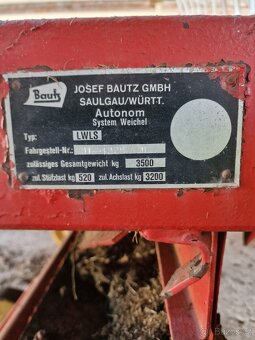 Bautz
JOSEF BAUTZ GMBH
SAULGAU/WÜRTT.
Autonom
System Weichel
Typ: LWLS
Fahrgestell-Nr.:
zulässiges Gesamtgewicht kg 3500
zul. Stützlast kg 520 zul. Achslast kg 3200